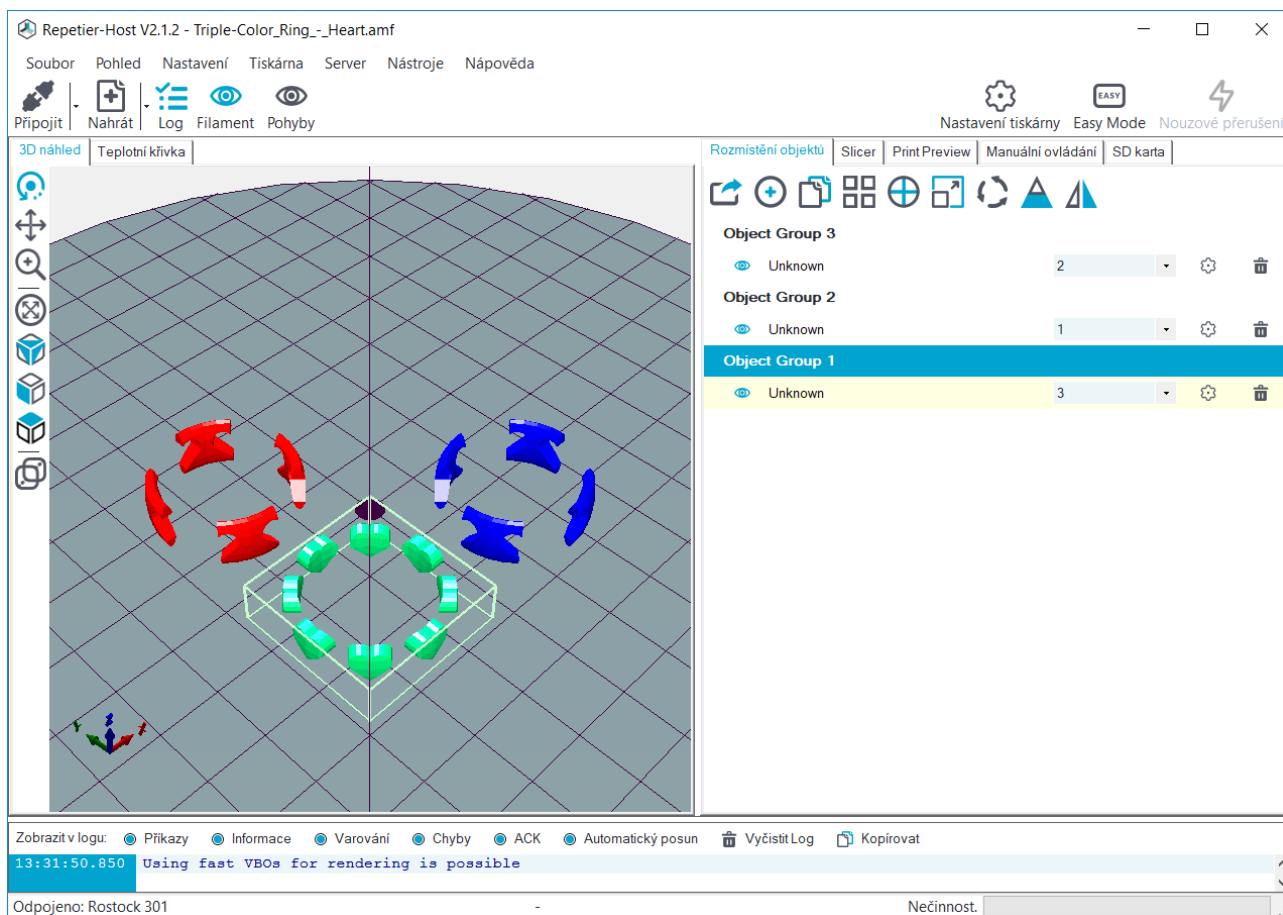 Repetier-Host V2.1.2 - Triple-Color_Ring_-_Heart.amf
Soubor Pohled Nastavení Tiskárna Server Nástroje Nápověda
EASY
Připojit Nahrát Log Filament Pohyby Nastavení tiskárny Easy Mode Nouzové přerušení
3D náhled Teplotní křivka Rozmístění objektů Slicer Print Preview Manuální ovládání SD karta
Object Group 3
Unknown 2
Object Group 2
Unknown 1
Object Group 1
Unknown 3
Y Z X
Zobrazit v logu: Příkazy Informace Varování Chyby ACK Automatický posun Vyčistit Log Kopírovat
13:31:50.850 Using fast VBOs for rendering is possible
Odpojeno: Rostock 301 - Nečinnost.